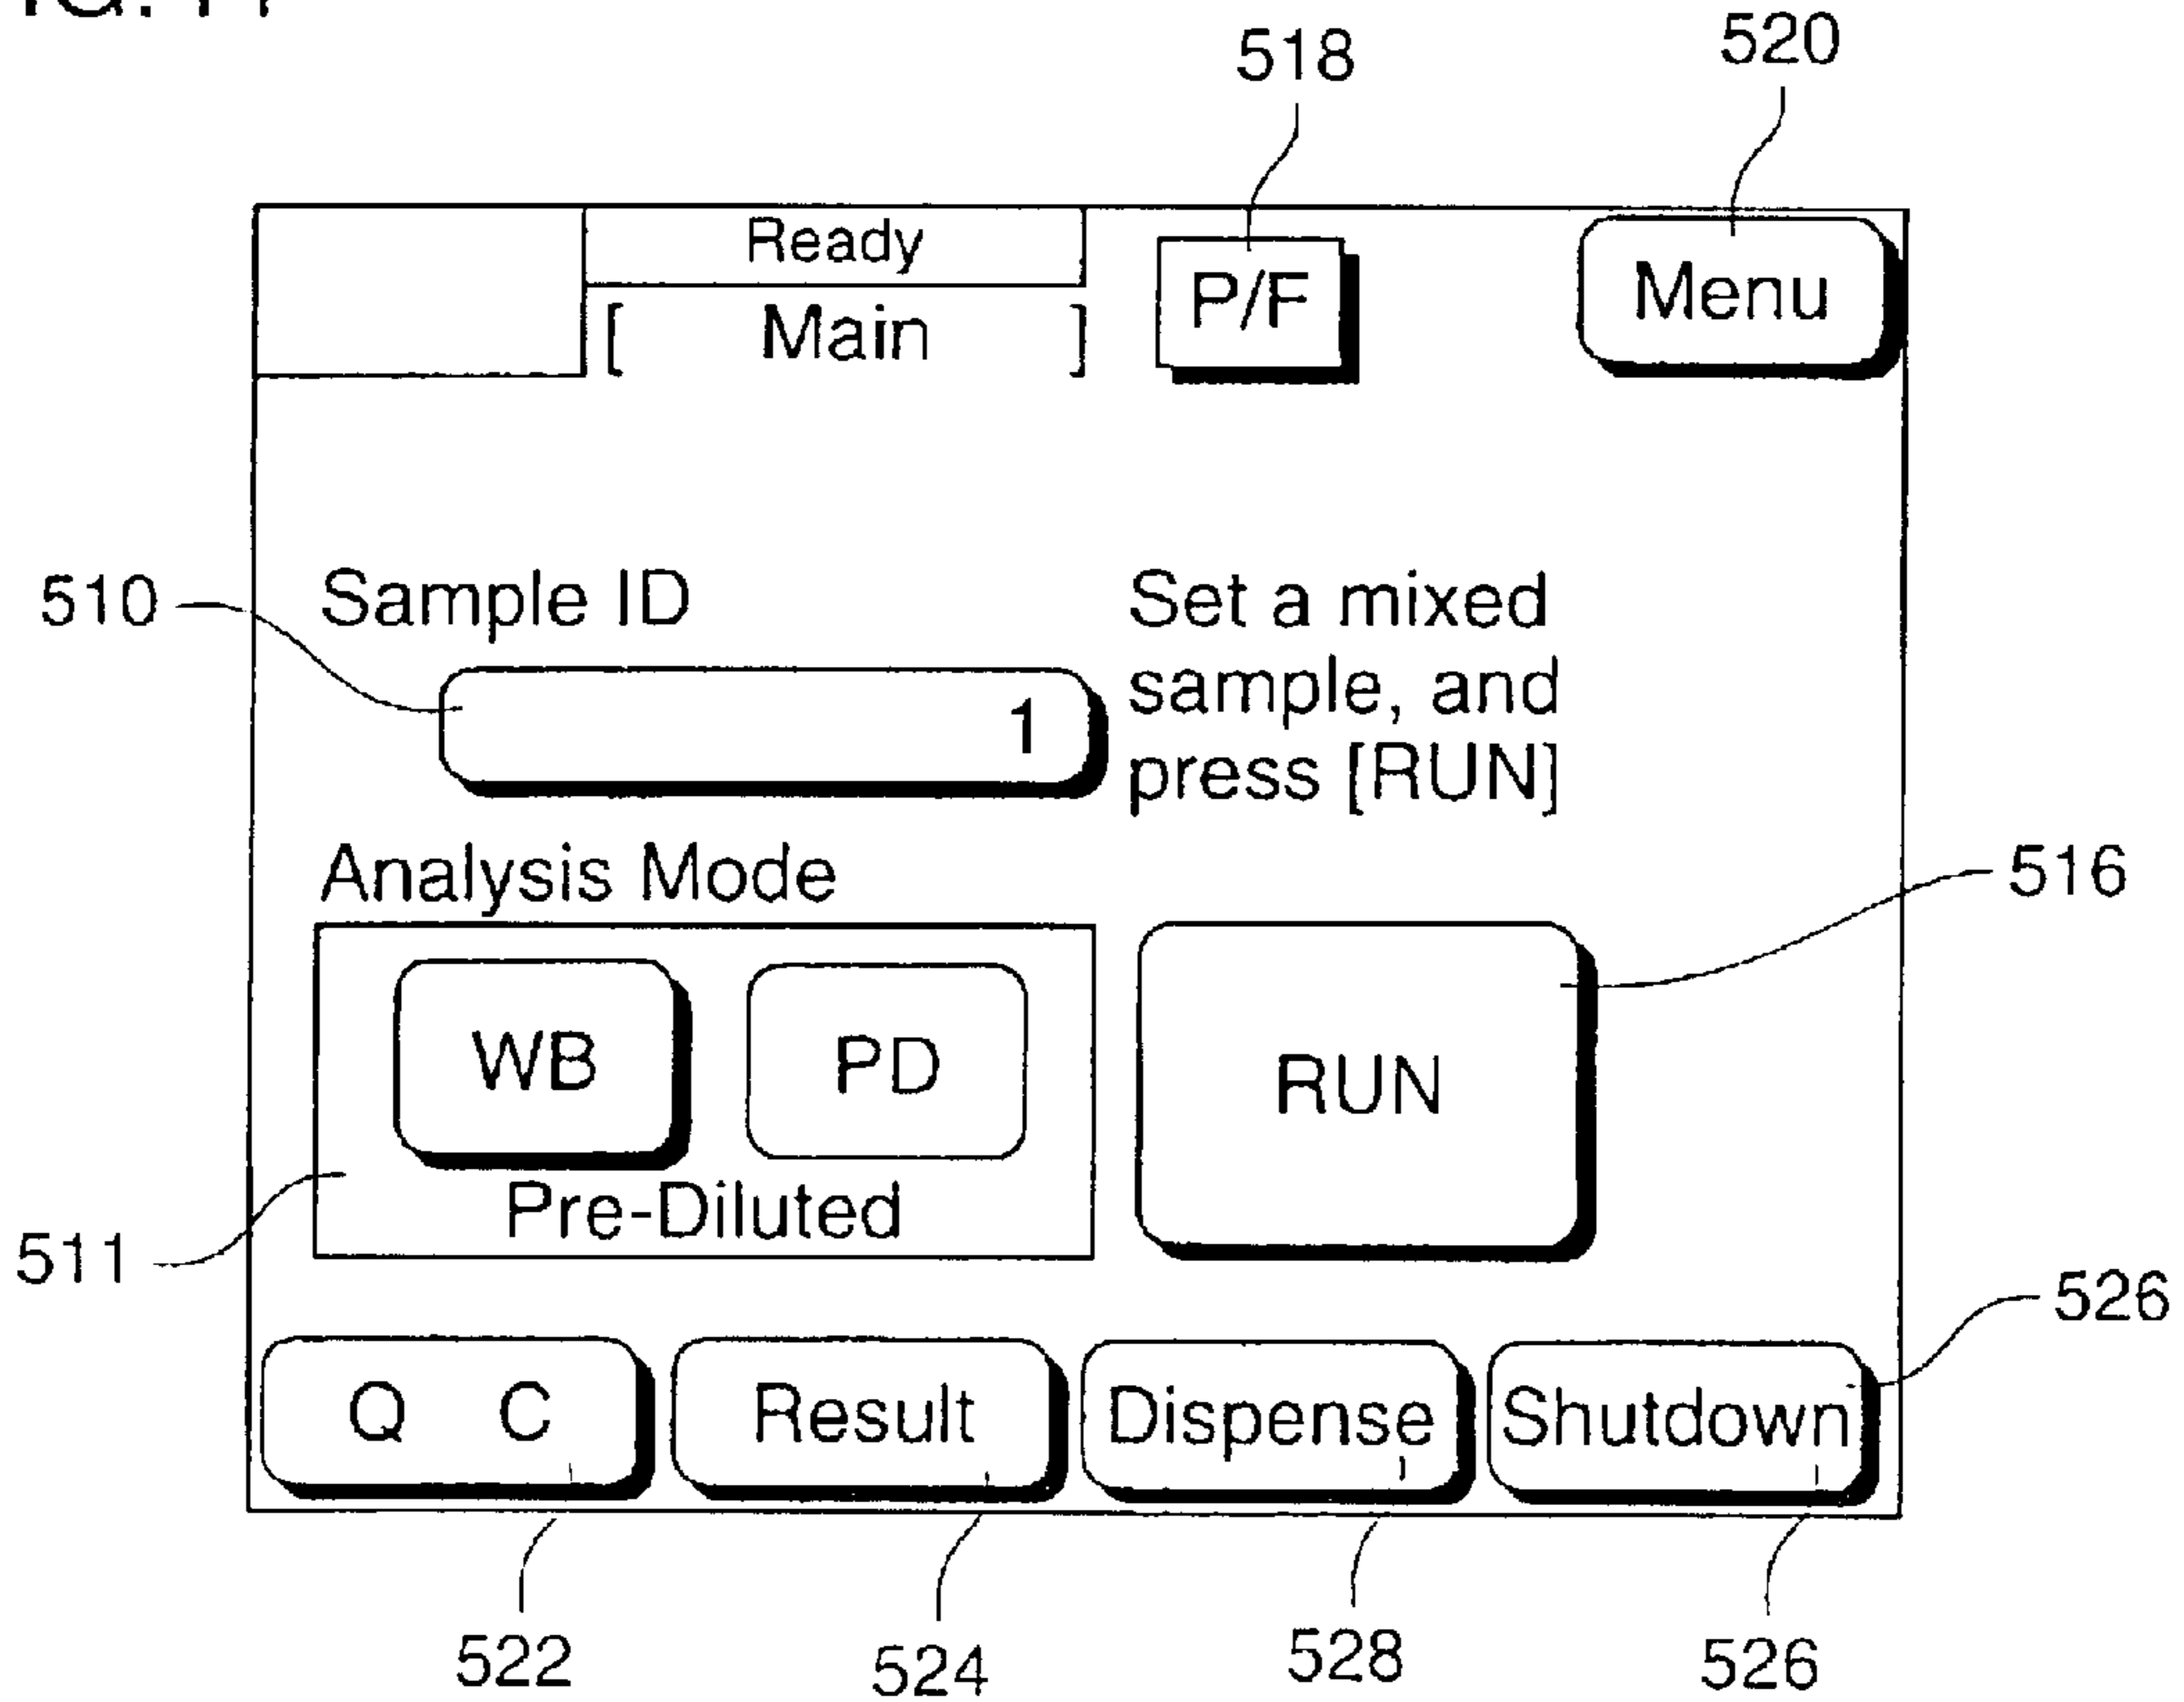 518
520
Ready
[ Main ]
P/F
Menu
510
Sample ID
Set a mixed
sample, and
press [RUN]
1
Analysis Mode
516
WB
PD
RUN
Pre-Diluted
511
526
Q C
Result
Dispense
Shutdown
522
524
528
526